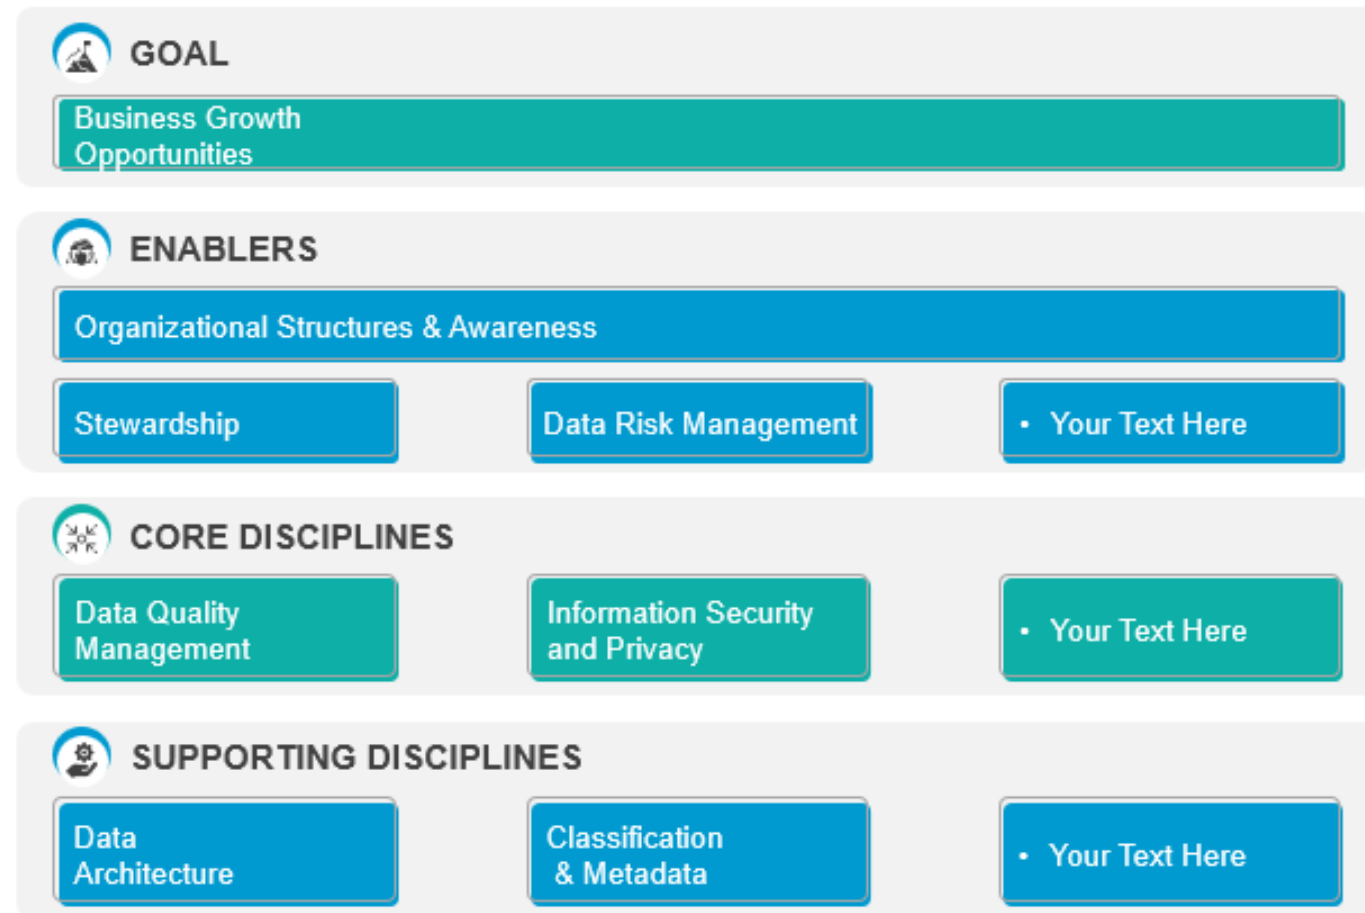 GOAL
Business Growth
Opportunities
ENABLERS
Organizational Structures & Awareness
Stewardship
Data Risk Management
• Your Text Here
CORE DISCIPLINES
Data Quality
Management
Information Security
and Privacy
• Your Text Here
SUPPORTING DISCIPLINES
Data
Architecture
Classification
& Metadata
• Your Text Here